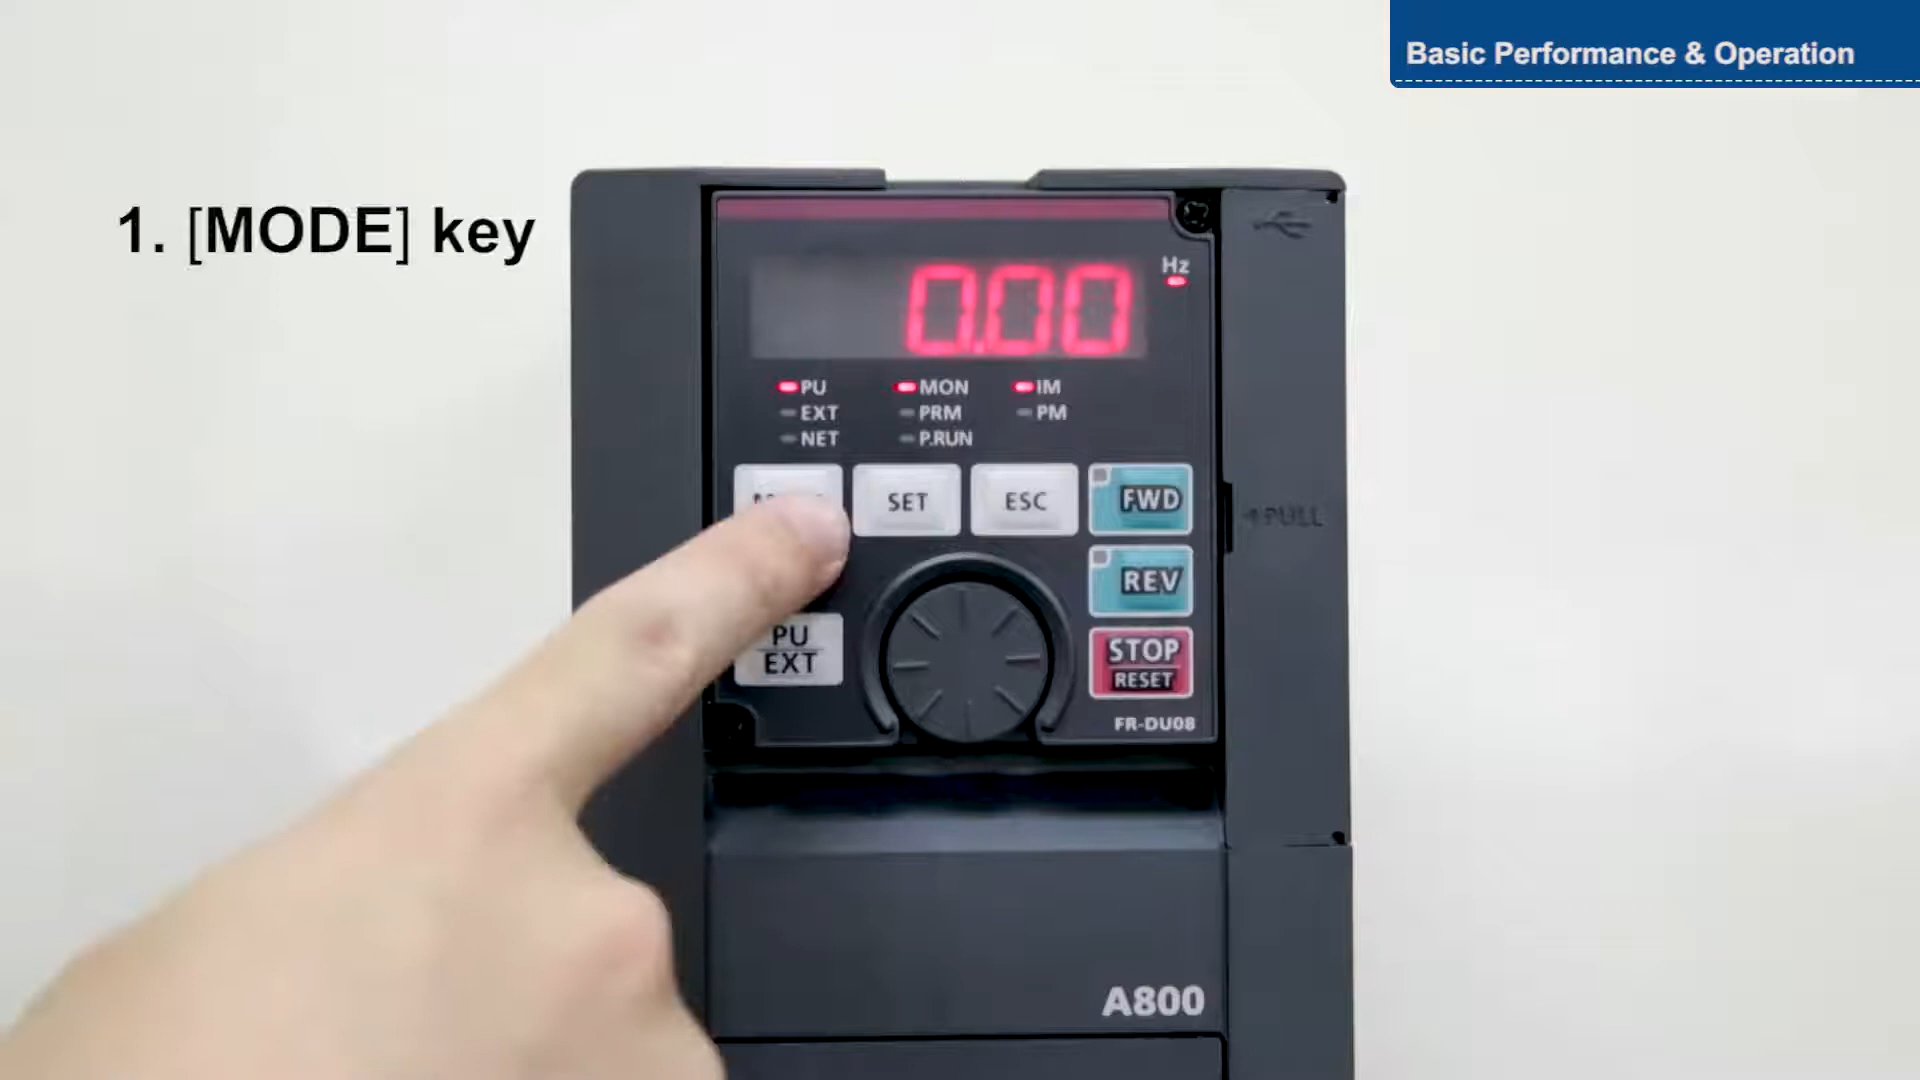 Basic Performance & Operation
1. [MODE] key
Hz
0.00
PU MON IM
EXT PRM PM
NET P.RUN
SET ESC FWD
PULL
REV
PU
EXT
STOP
RESET
FR-DU08
A800